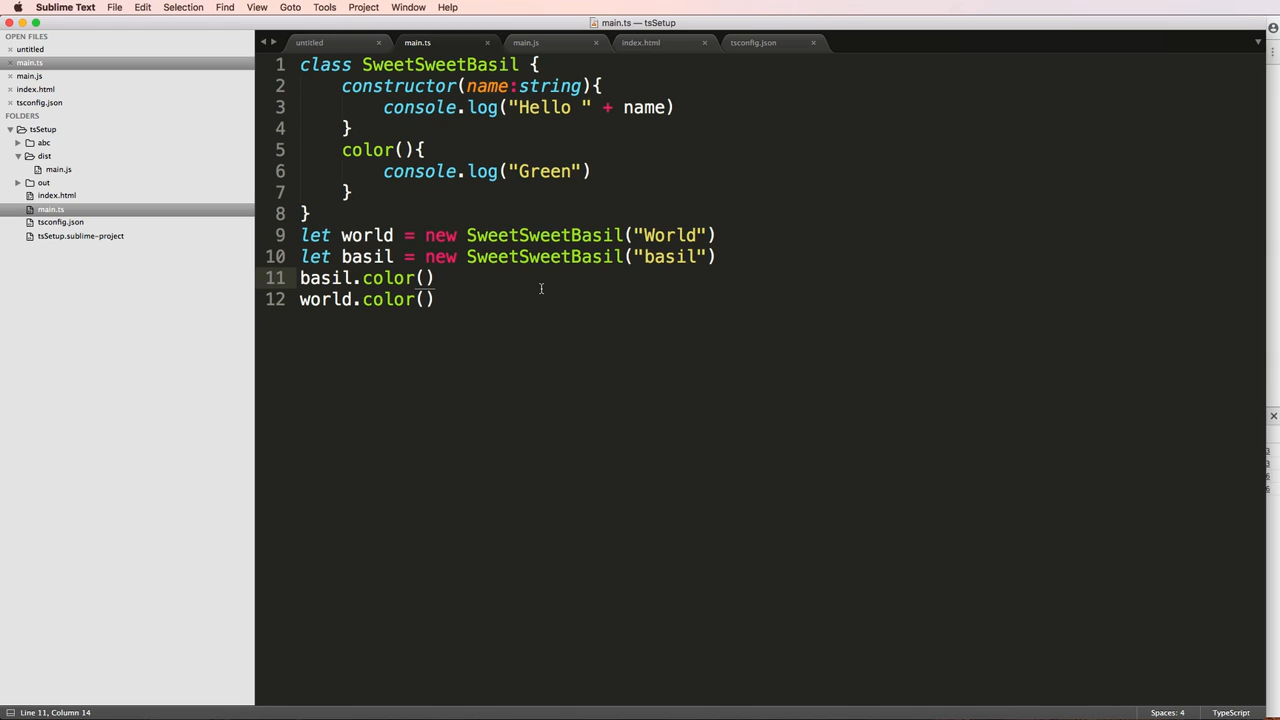 Sublime Text File Edit Selection Find View Goto Tools Project Window Help
main.ts — tsSetup
OPEN FILES
untitled
main.ts
main.js
index.html
tsconfig.json
FOLDERS
tsSetup
abc
dist
main.js
out
index.html
main.ts
tsconfig.json
tsSetup.sublime-project
untitled main.ts main.js index.html tsconfig.json
1 class SweetSweetBasil {
2 constructor(name:string){
3 console.log("Hello " + name)
4 }
5 color(){
6 console.log("Green")
7 }
8 }
9 let world = new SweetSweetBasil("World")
10 let basil = new SweetSweetBasil("basil")
11 basil.color()
12 world.color()
Line 11, Column 14
Spaces: 4 TypeScript